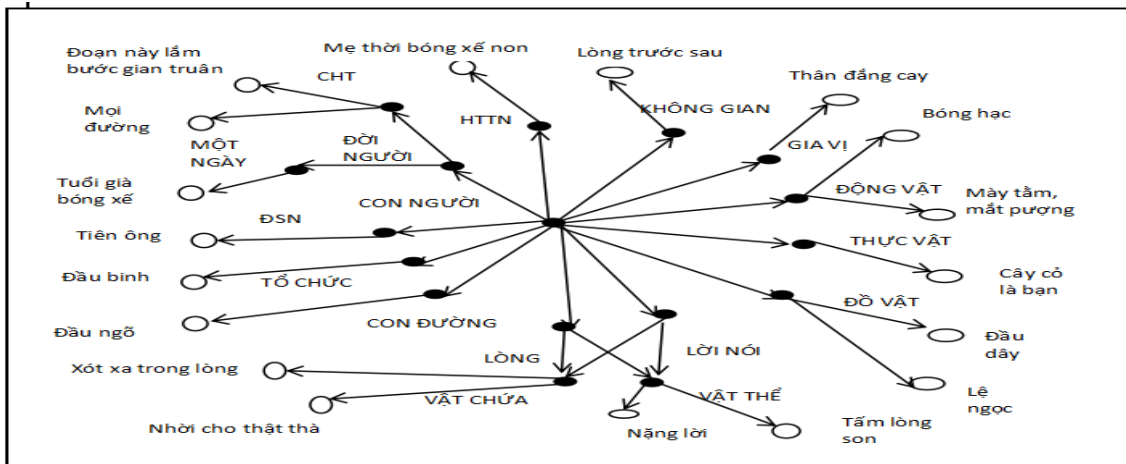 Mẹ thời bóng xế non
Lòng trước sau
Đoạn này lắm
bước gian truân
CHT
Thân đắng cay
Mọi
đường
HTTN
KHÔNG GIAN
Bóng hạc
MỘT
NGÀY
ĐỜI
NGƯỜI
GIA VỊ
Tuổi già
bóng xế
CON NGƯỜI
ĐỘNG VẬT
Mày tằm,
mắt pượng
Tiên ông
ĐSN
THỰC VẬT
Đầu binh
TỔ CHỨC
Cây cỏ
là bạn
ĐỒ VẬT
Đầu ngõ
CON ĐƯỜNG
Đầu
dây
Xót xa trong lòng
LÒNG
LỜI NÓI
Lệ
ngọc
VẬT CHỨA
VẬT THỂ
Nhời cho thật thà
Nặng lời
Tấm lòng
son